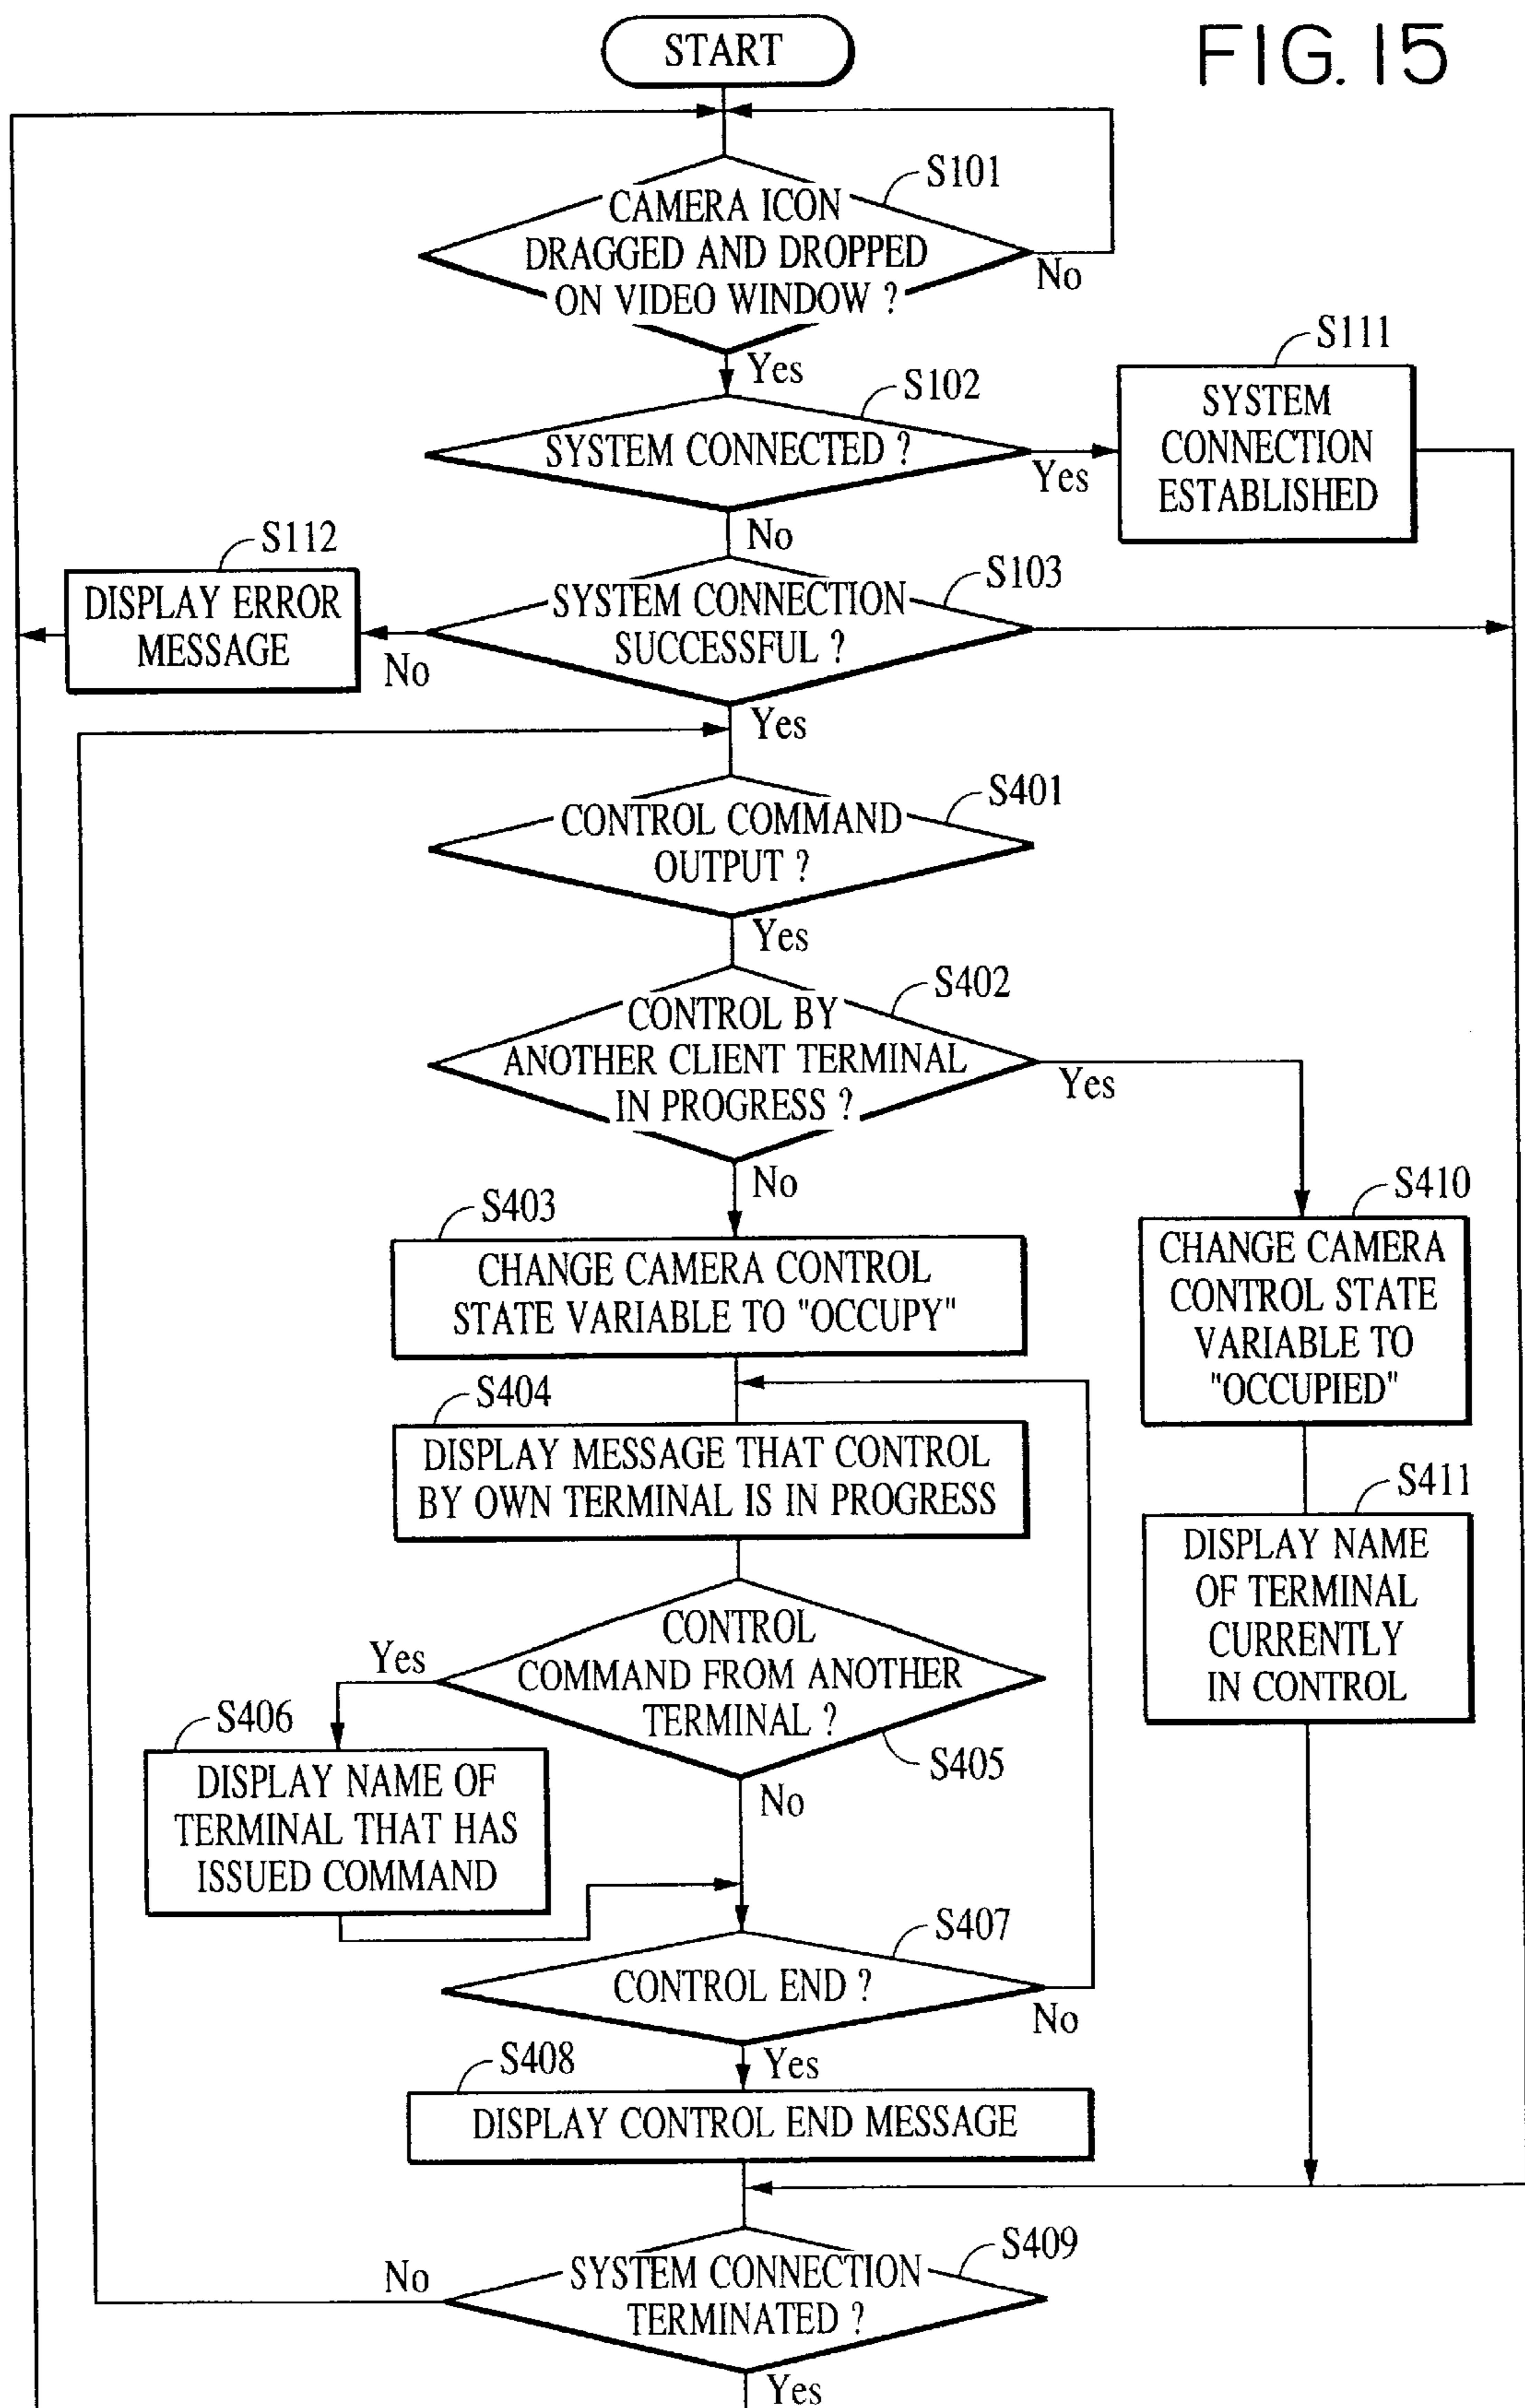 START
FIG. 15
S101
CAMERA ICON
DRAGGED AND DROPPED
ON VIDEO WINDOW ?
No
Yes
S102
SYSTEM CONNECTED ?
Yes
S111
SYSTEM
CONNECTION
ESTABLISHED
No
S112
DISPLAY ERROR
MESSAGE
No
S103
SYSTEM CONNECTION
SUCCESSFUL ?
Yes
S401
CONTROL COMMAND
OUTPUT ?
Yes
S402
CONTROL BY
ANOTHER CLIENT TERMINAL
IN PROGRESS ?
Yes
No
S403
CHANGE CAMERA CONTROL
STATE VARIABLE TO "OCCUPY"
S410
CHANGE CAMERA
CONTROL STATE
VARIABLE TO
"OCCUPIED"
S404
DISPLAY MESSAGE THAT CONTROL
BY OWN TERMINAL IS IN PROGRESS
S411
DISPLAY NAME
OF TERMINAL
CURRENTLY
IN CONTROL
CONTROL
COMMAND FROM ANOTHER
TERMINAL ?
Yes
S405
No
S406
DISPLAY NAME OF
TERMINAL THAT HAS
ISSUED COMMAND
S407
CONTROL END ?
No
Yes
S408
DISPLAY CONTROL END MESSAGE
S409
SYSTEM CONNECTION
TERMINATED ?
No
Yes